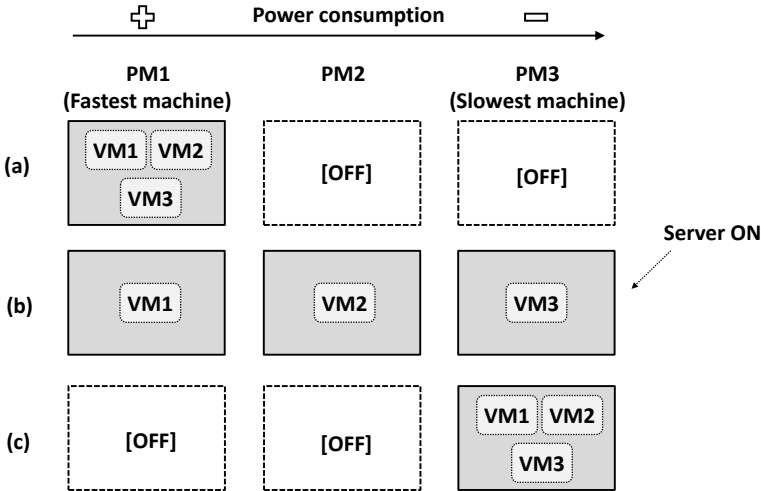 Power consumption
PM1
(Fastest machine)
PM2
PM3
(Slowest machine)
(a)
VM1
VM2
VM3
[OFF]
[OFF]
Server ON
(b)
VM1
VM2
VM3
(c)
[OFF]
[OFF]
VM1
VM2
VM3